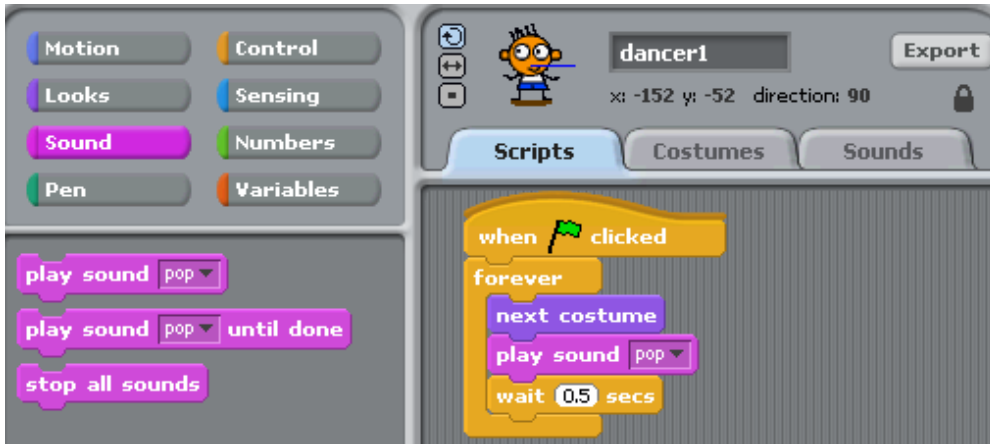 Motion
Control
Looks
Sensing
Sound
Numbers
Pen
Variables
play sound pop
play sound pop until done
stop all sounds
dancer1
Export
x: -152 y: -52 direction: 90
Scripts
Costumes
Sounds
when clicked
forever
next costume
play sound pop
wait 0.5 secs